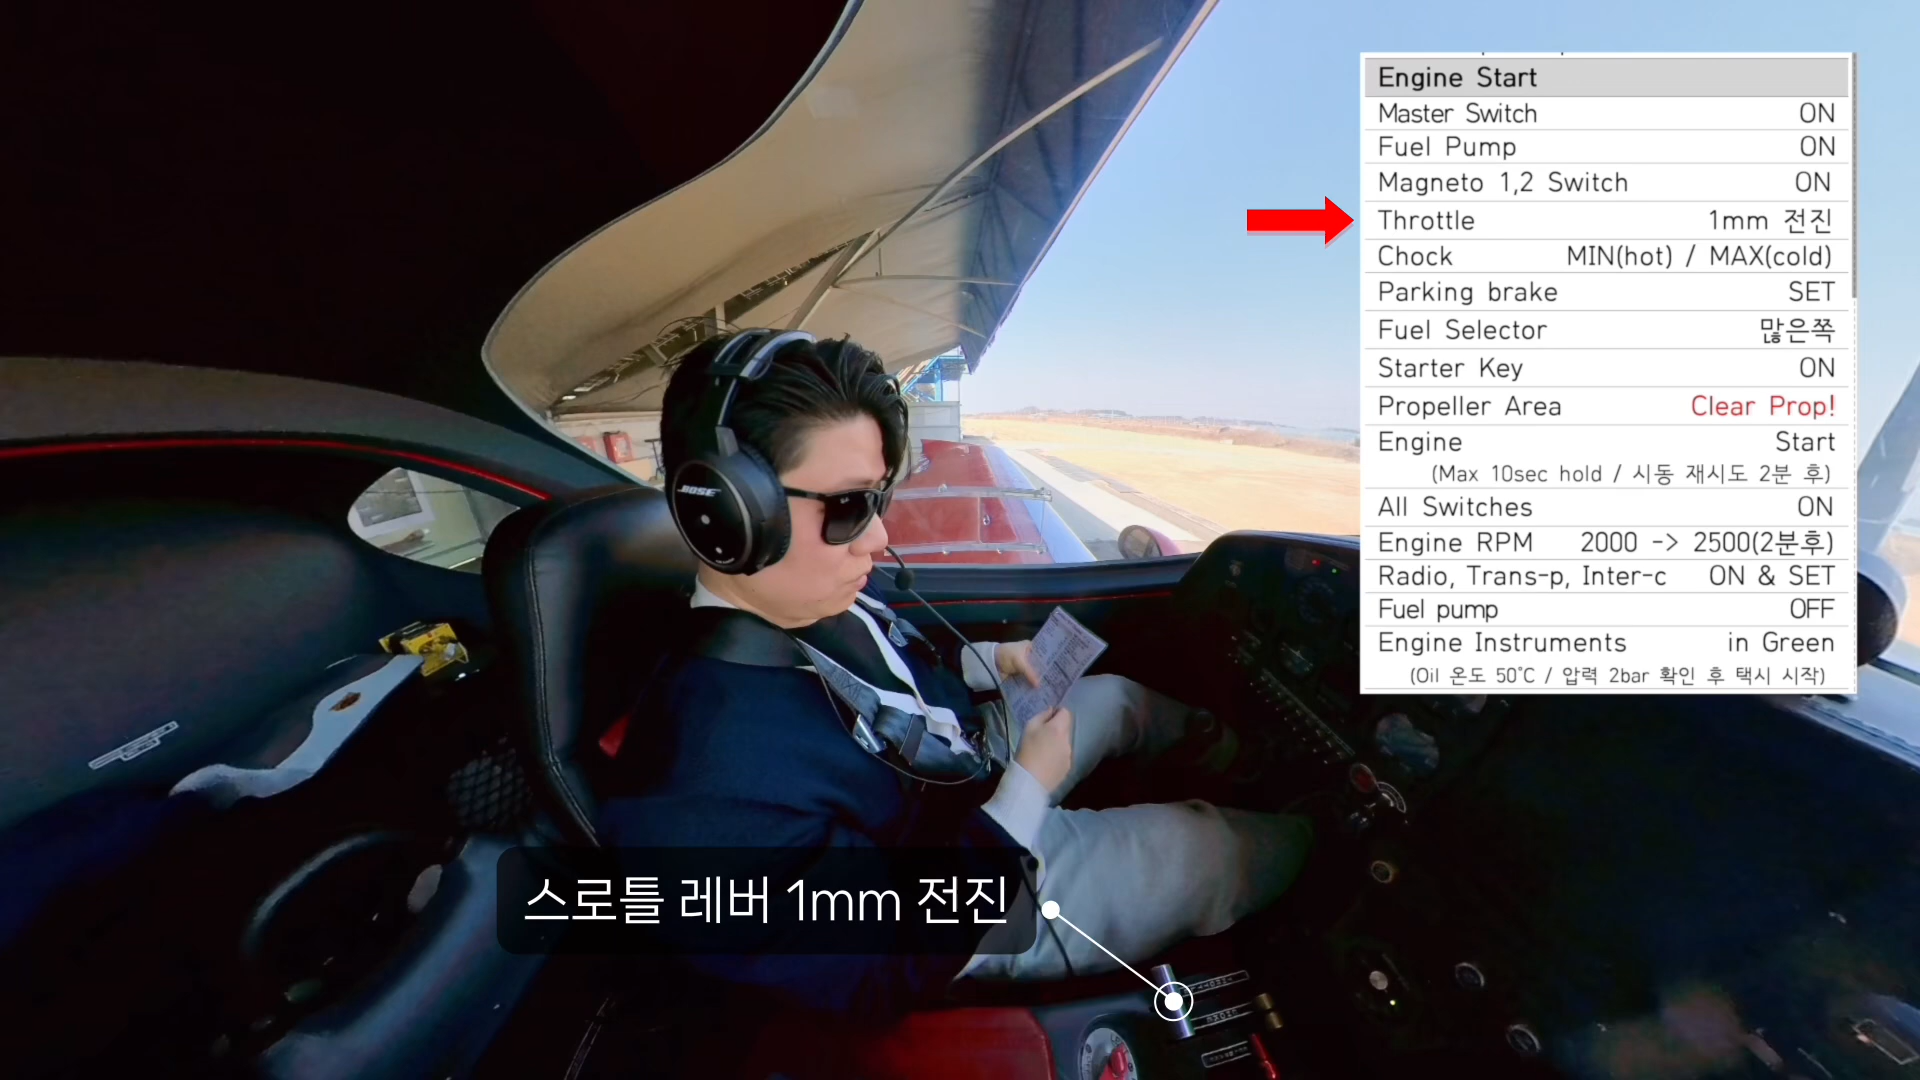 Engine Start
Master Switch ON
Fuel Pump ON
Magneto 1,2 Switch ON
Throttle 1mm 전진
Chock MIN(hot) / MAX(cold)
Parking brake SET
Fuel Selector 많은쪽
Starter Key ON
Propeller Area Clear Prop!
Engine Start
(Max 10sec hold / 시동 재시도 2분 후)
All Switches ON
Engine RPM 2000 -> 2500(2분후)
Radio, Trans-p, Inter-c ON & SET
Fuel pump OFF
Engine Instruments in Green
(Oil 온도 50°C / 압력 2bar 확인 후 택시 시작)
BOSE
스로틀 레버 1mm 전진